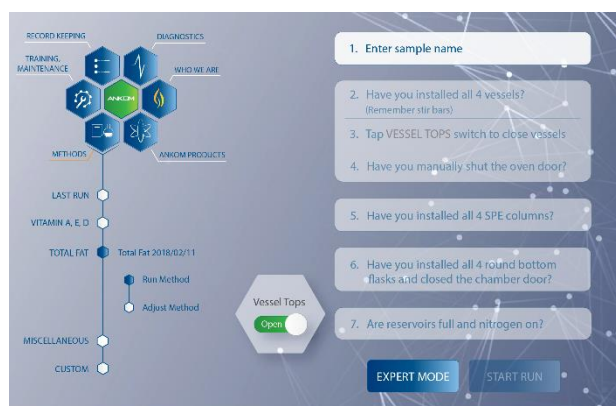 RECORD KEEPING
DIAGNOSTICS
TRAINING,
MAINTENANCE
WHO WE ARE
ANKOM
METHODS
ANKOM PRODUCTS
LAST RUN
VITAMIN A, E, D
TOTAL FAT
Total Fat 2018/02/11
Run Method
Adjust Method
MISCELLANEOUS
CUSTOM
Vessel Tops
Open
1. Enter sample name
2. Have you installed all 4 vessels?
(Remember stir bars)
3. Tap VESSEL TOPS switch to close vessels
4. Have you manually shut the oven door?
5. Have you installed all 4 SPE columns?
6. Have you installed all 4 round bottom
flasks and closed the chamber door?
7. Are reservoirs full and nitrogen on?
EXPERT MODE
START RUN